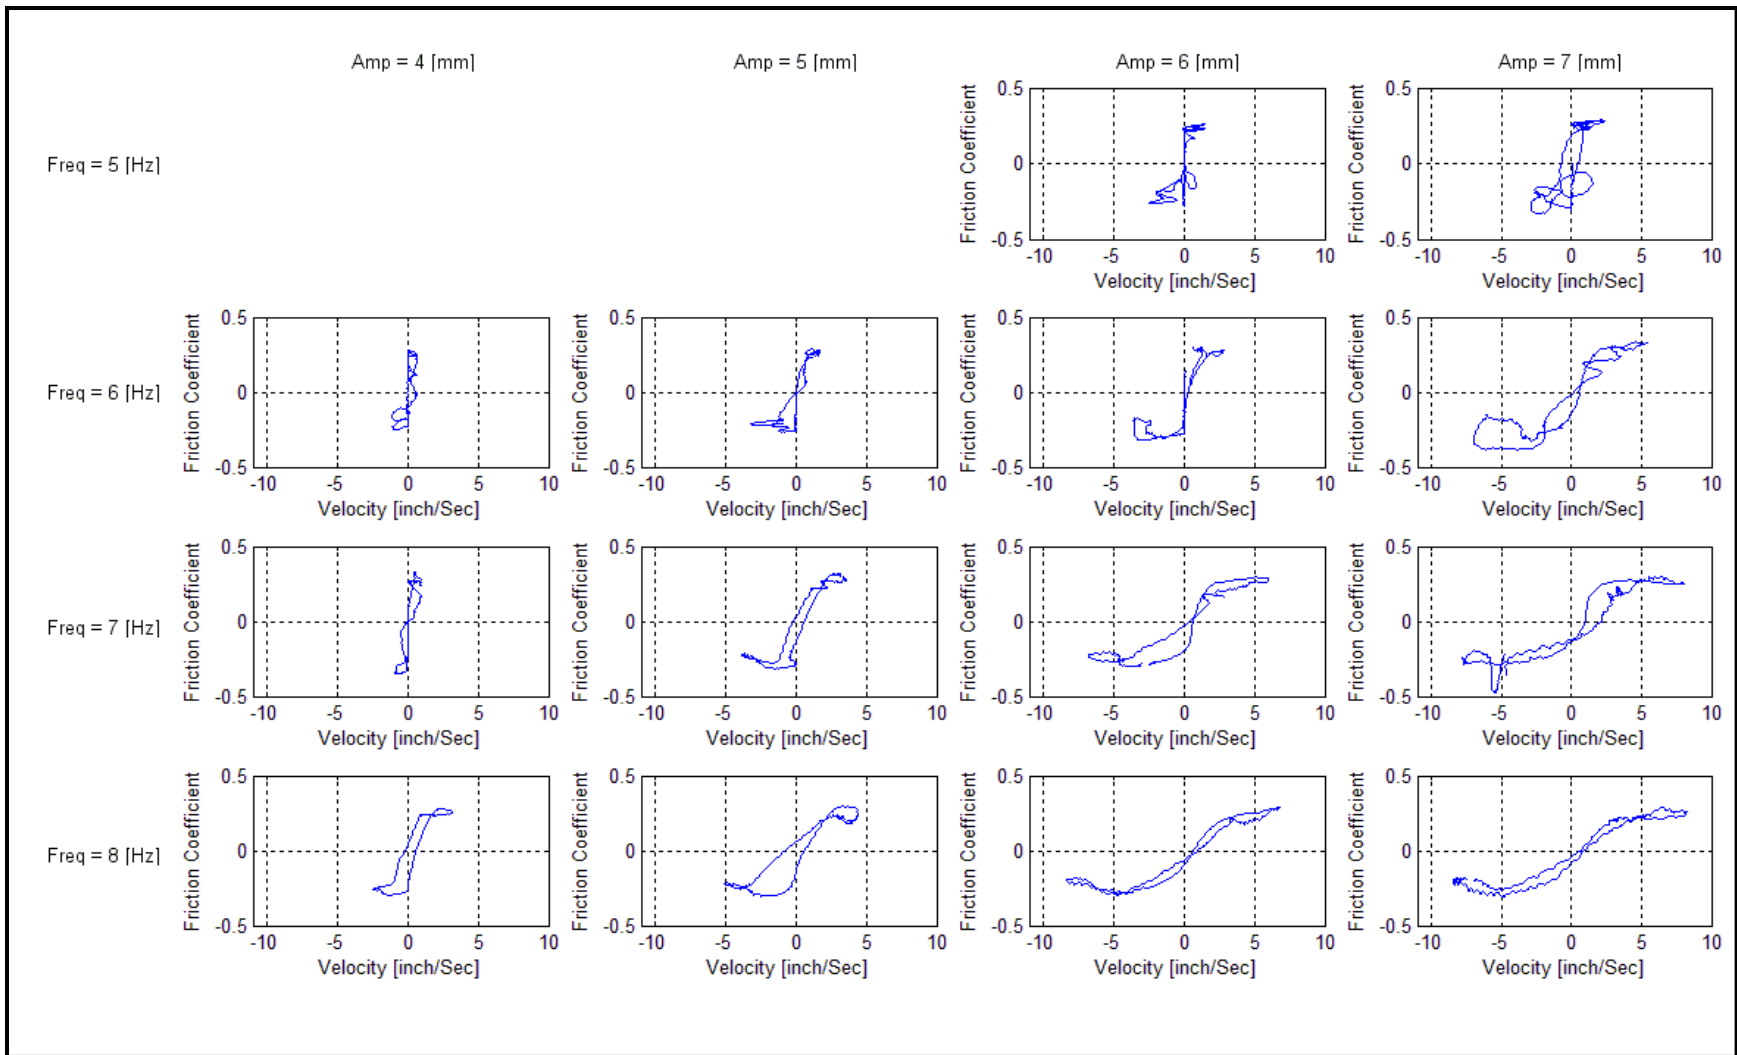 Amp = 4 [mm] Amp = 5 [mm] Amp = 6 [mm] Amp = 7 [mm]
Freq = 5 [Hz]
Friction Coefficient
0.5
0
-0.5
-10 -5 0 5 10
Velocity [inch/Sec]
Friction Coefficient
0.5
0
-0.5
-10 -5 0 5 10
Velocity [inch/Sec]
Freq = 6 [Hz]
Friction Coefficient
0.5
0
-0.5
-10 -5 0 5 10
Velocity [inch/Sec]
Friction Coefficient
0.5
0
-0.5
-10 -5 0 5 10
Velocity [inch/Sec]
Friction Coefficient
0.5
0
-0.5
-10 -5 0 5 10
Velocity [inch/Sec]
Friction Coefficient
0.5
0
-0.5
-10 -5 0 5 10
Velocity [inch/Sec]
Freq = 7 [Hz]
Friction Coefficient
0.5
0
-0.5
-10 -5 0 5 10
Velocity [inch/Sec]
Friction Coefficient
0.5
0
-0.5
-10 -5 0 5 10
Velocity [inch/Sec]
Friction Coefficient
0.5
0
-0.5
-10 -5 0 5 10
Velocity [inch/Sec]
Friction Coefficient
0.5
0
-0.5
-10 -5 0 5 10
Velocity [inch/Sec]
Freq = 8 [Hz]
Friction Coefficient
0.5
0
-0.5
-10 -5 0 5 10
Velocity [inch/Sec]
Friction Coefficient
0.5
0
-0.5
-10 -5 0 5 10
Velocity [inch/Sec]
Friction Coefficient
0.5
0
-0.5
-10 -5 0 5 10
Velocity [inch/Sec]
Friction Coefficient
0.5
0
-0.5
-10 -5 0 5 10
Velocity [inch/Sec]